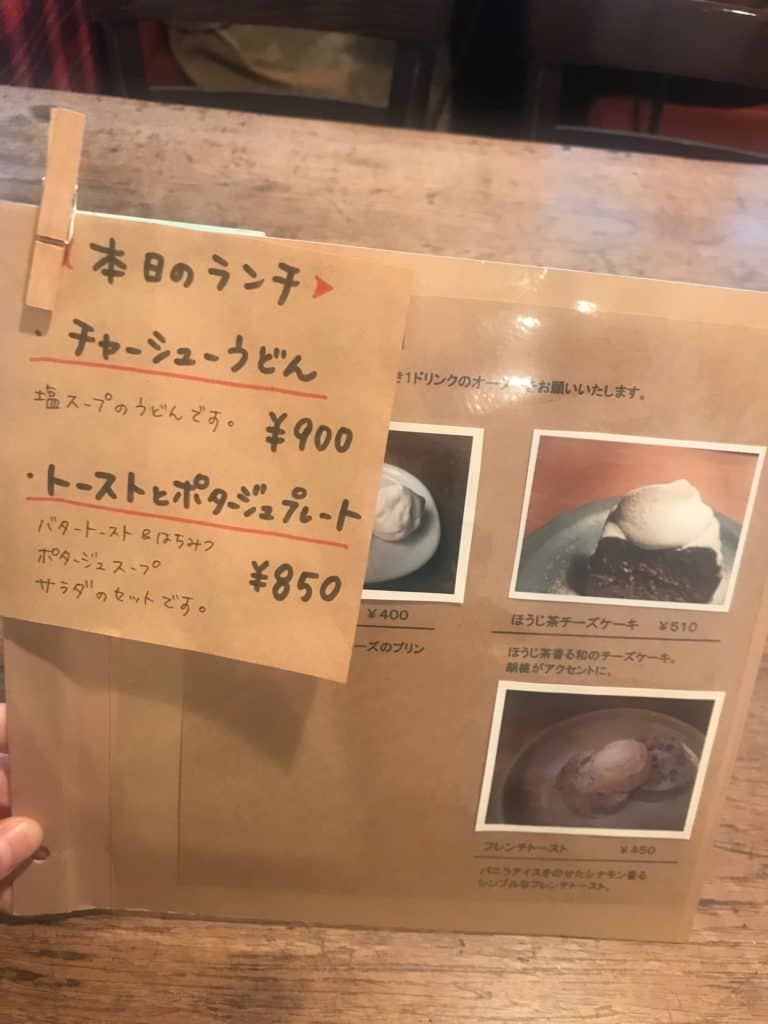 本日のランチ
・チャーシューうどん
塩スープのうどんです。
¥900
・トーストとポタージュプレート
バタートースト&はちみつ
ポタージュスープ
サラダのセットです。
¥850
き1ドリンクのオーダーをお願いいたします。
¥400
ーズのプリン
ほうじ茶チーズケーキ ¥510
ほうじ茶香る和のチーズケーキ。
胡桃がアクセントに。
フレンチトースト ¥450
バニラアイスをのせたシナモン香る
シンプルなフレンチトースト。